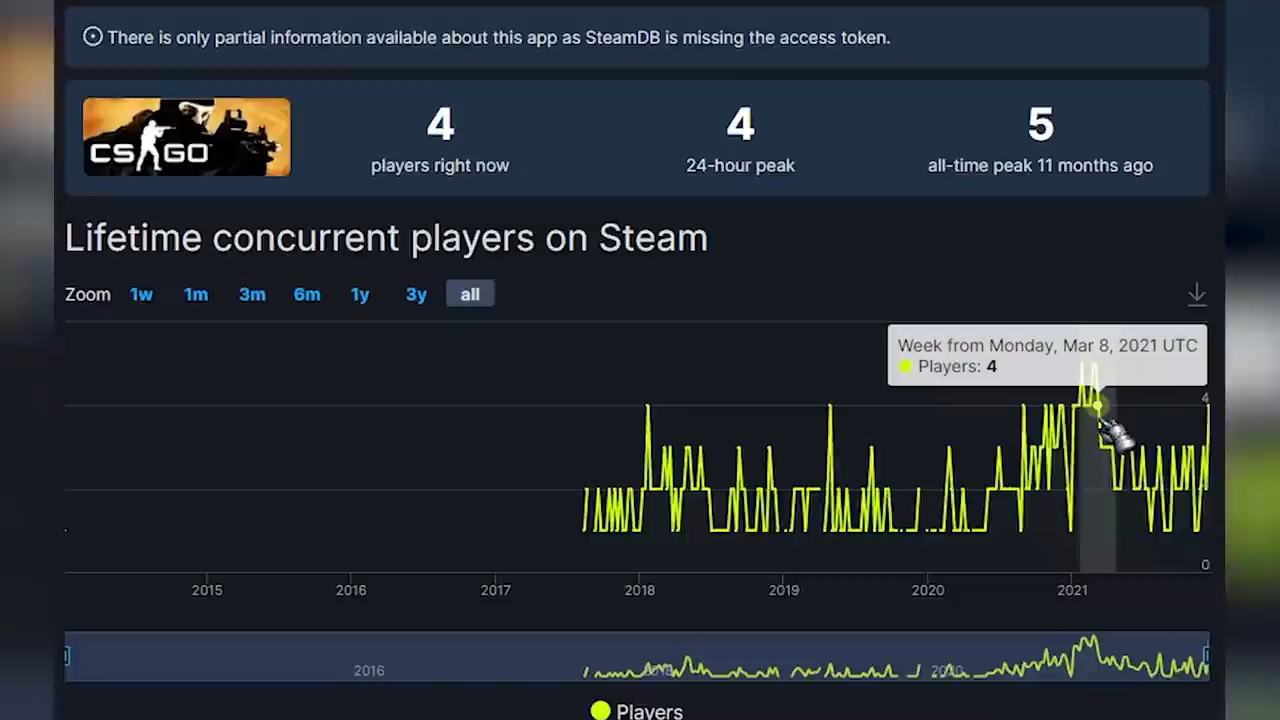 There is only partial information available about this app as SteamDB is missing the access token.
CS GO
4
players right now
4
24-hour peak
5
all-time peak 11 months ago
Lifetime concurrent players on Steam
Zoom 1w 1m 3m 6m 1y 3y all
Week from Monday, Mar 8, 2021 UTC
Players: 4
4
0
2015 2016 2017 2018 2019 2020 2021
2016 2018 2020
Players